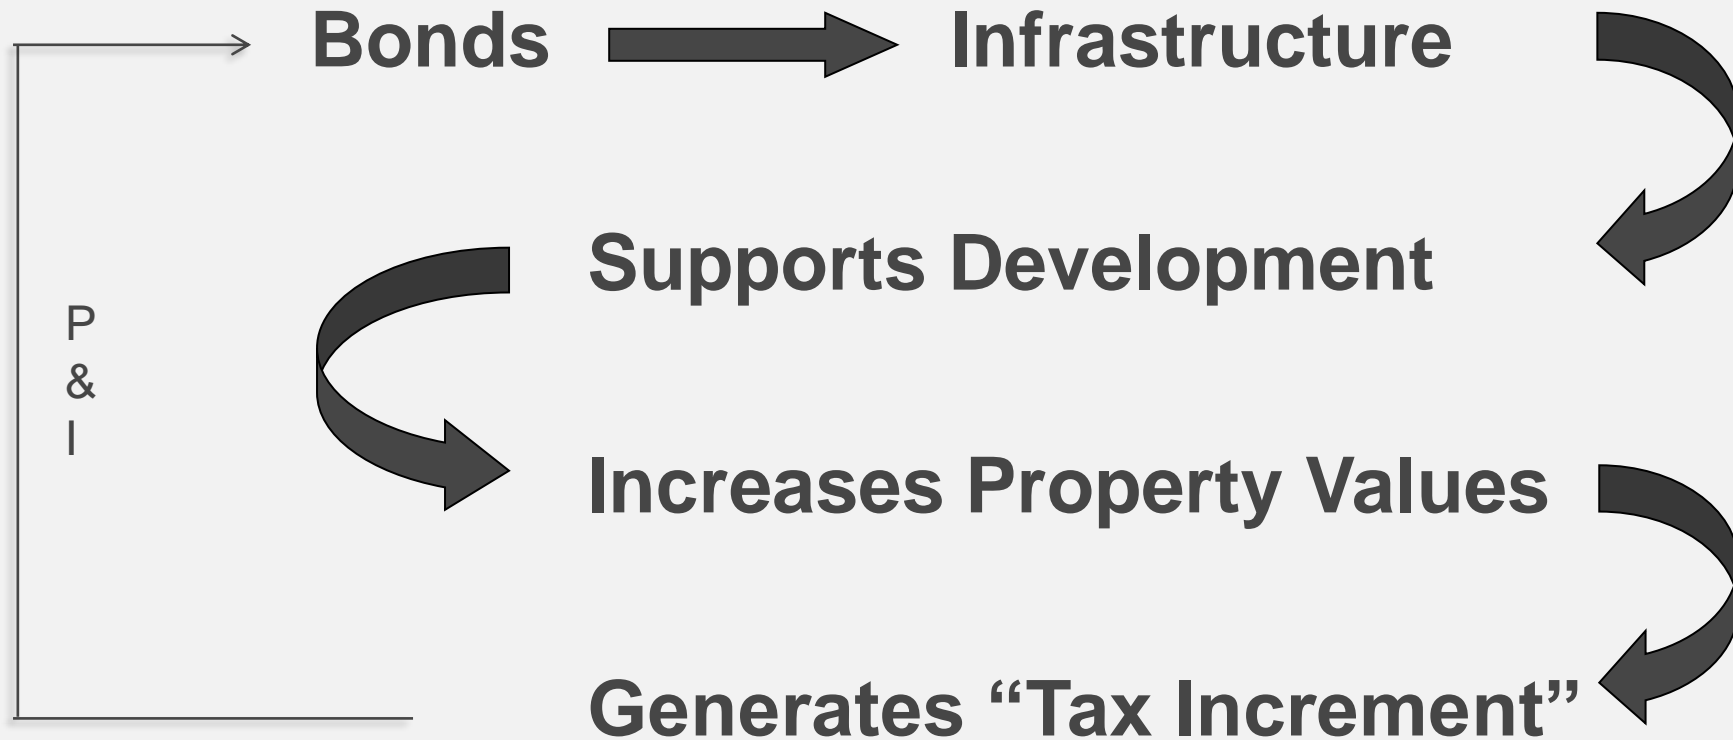 Bonds Infrastructure
Supports Development
P
&
I
Increases Property Values
Generates “Tax Increment”